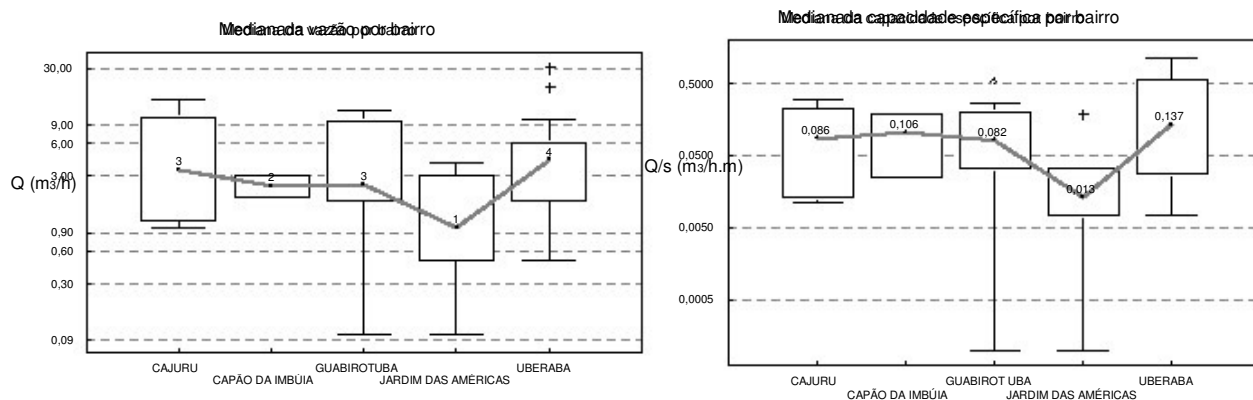 Mediana da vazão por bairro
30,00
9,00
6,00
3,00
Q (m3/h)
0,90
0,60
0,30
0,09
3
2
3
1
4
CAJURU
GUABIROTUBA
UBERABA
CAPÃO DA IMBÚIA
JARDIM DAS AMÉRICAS
Mediana da capacidade específica por bairro
0,5000
0,0500
Q/s (m3/h.m)
0,0050
0,0005
0,086
0,106
0,082
0,013
0,137
CAJURU
GUABIROT UBA
UBERABA
CAPÃO DA IMBÚIA
JARDIM DAS AMÉRICAS